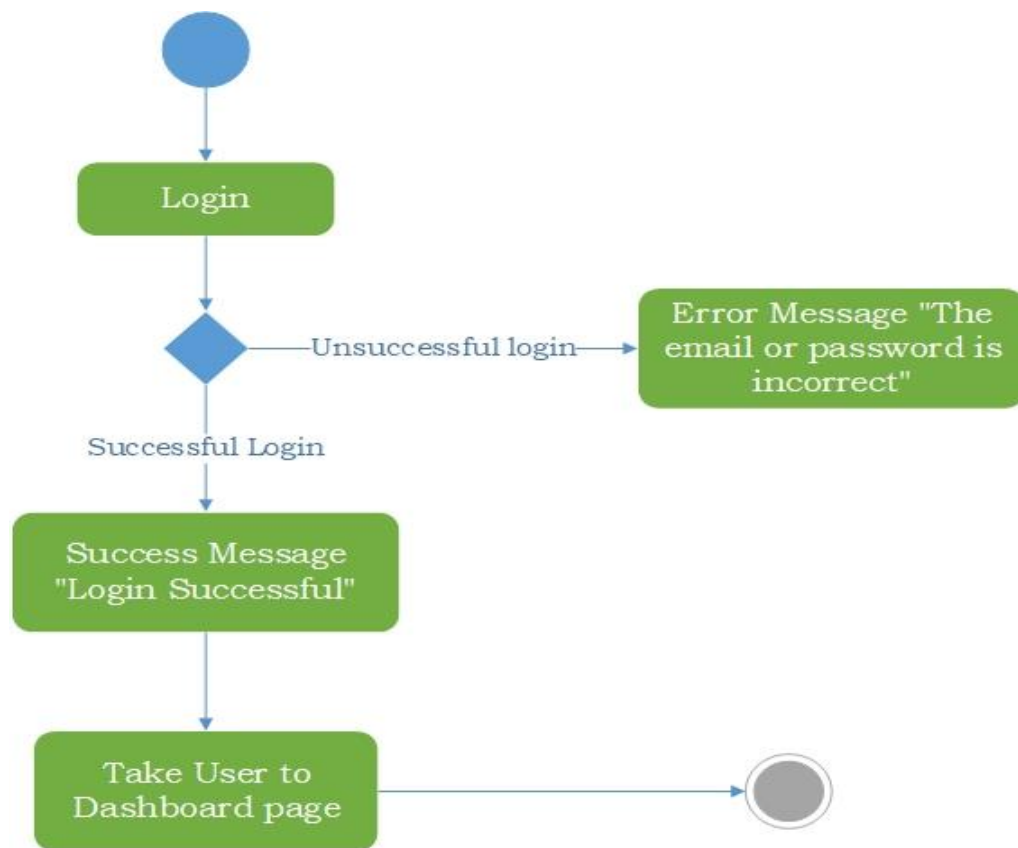 Login
Unsuccessful login
Error Message "The
email or password is
incorrect"
Successful Login
Success Message
"Login Successful"
Take User to
Dashboard page